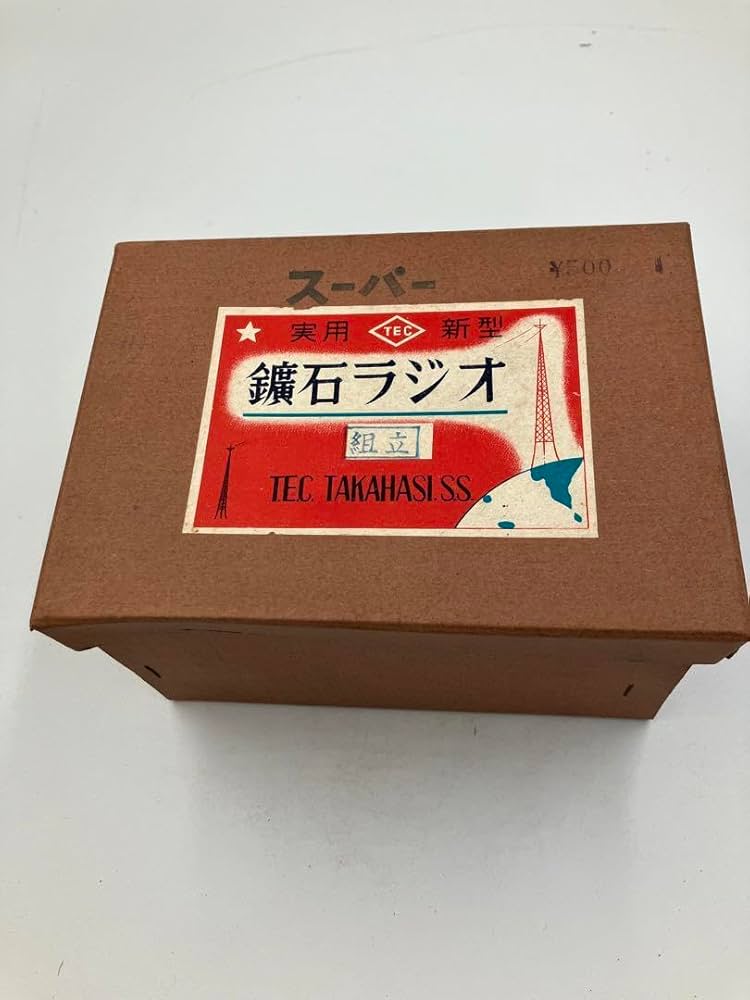 スーパー
¥500
実用 TEC 新型
鑛石ラジオ
組立
T.E.C. TAKAHASI. S.S.